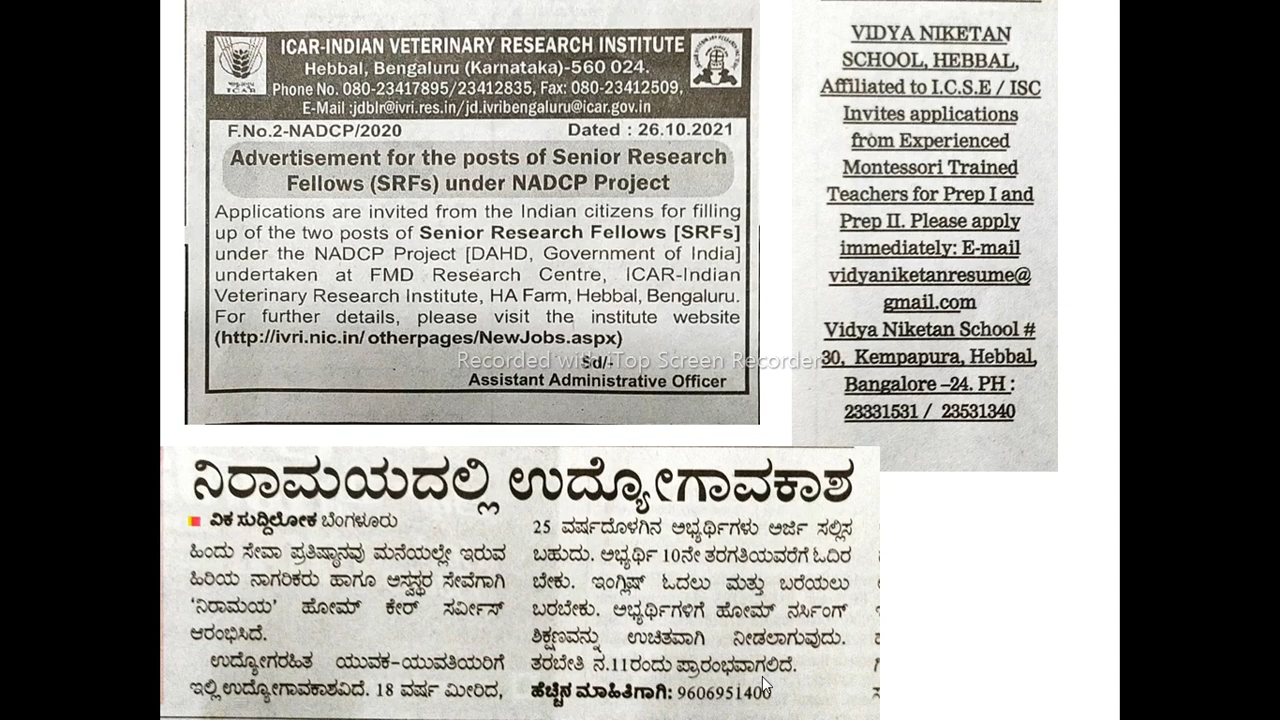 ICAR-INDIAN VETERINARY RESEARCH INSTITUTE
Hebbal, Bengaluru (Karnataka)-560 024.
Phone No. 080-23417895/23412835, Fax: 080-23412509,
E-Mail :jdblr@ivri.res.in/jd.ivribengaluru@icar.gov.in
F.No.2-NADCP/2020 Dated : 26.10.2021
Advertisement for the posts of Senior Research
Fellows (SRFs) under NADCP Project
Applications are invited from the Indian citizens for filling
up of the two posts of Senior Research Fellows [SRFs]
under the NADCP Project [DAHD, Government of India]
undertaken at FMD Research Centre, ICAR-Indian
Veterinary Research Institute, HA Farm, Hebbal, Bengaluru.
For further details, please visit the institute website
(http://ivri.nic.in/otherpages/NewJobs.aspx)
Sd/-
Assistant Administrative Officer
VIDYA NIKETAN
SCHOOL, HEBBAL,
Affiliated to I.C.S.E / ISC
Invites applications
from Experienced
Montessori Trained
Teachers for Prep I and
Prep II. Please apply
immediately: E-mail
vidyaniketanresume@
gmail.com
Vidya Niketan School #
30, Kempapura, Hebbal,
Bangalore –24. PH :
23331531 / 23531340
Recorded with iTop Screen Recorder
ನಿರಾಮಯದಲ್ಲಿ ಉದ್ಯೋಗಾವಕಾಶ
ವಿಕ ಸುದ್ದಿಲೋಕ ಬೆಂಗಳೂರು
ಹಿಂದು ಸೇವಾ ಪ್ರತಿಷ್ಠಾನವು ಮನೆಯಲ್ಲೇ ಇರುವ
ಹಿರಿಯ ನಾಗರಿಕರು ಹಾಗೂ ಅಸ್ವಸ್ಥರ ಸೇವೆಗಾಗಿ
‘ನಿರಾಮಯ’ ಹೋಮ್ ಕೇರ್ ಸರ್ವೀಸ್
ಆರಂಭಿಸಿದೆ.
ಉದ್ಯೋಗರಹಿತ ಯುವಕ-ಯುವತಿಯರಿಗೆ
ಇಲ್ಲಿ ಉದ್ಯೋಗಾವಕಾಶವಿದೆ. 18 ವರ್ಷ ಮೀರಿದ,
25 ವರ್ಷದೊಳಗಿನ ಅಭ್ಯರ್ಥಿಗಳು ಅರ್ಜಿ ಸಲ್ಲಿಸ
ಬಹುದು. ಅಭ್ಯರ್ಥಿ 10ನೇ ತರಗತಿಯವರೆಗೆ ಓದಿರ
ಬೇಕು. ಇಂಗ್ಲಿಷ್ ಓದಲು ಮತ್ತು ಬರೆಯಲು
ಬರಬೇಕು. ಅಭ್ಯರ್ಥಿಗಳಿಗೆ ಹೋಮ್ ನರ್ಸಿಂಗ್
ಶಿಕ್ಷಣವನ್ನು ಉಚಿತವಾಗಿ ನೀಡಲಾಗುವುದು.
ತರಬೇತಿ ನ.11ರಂದು ಪ್ರಾರಂಭವಾಗಲಿದೆ.
ಹೆಚ್ಚಿನ ಮಾಹಿತಿಗಾಗಿ: 9606951400